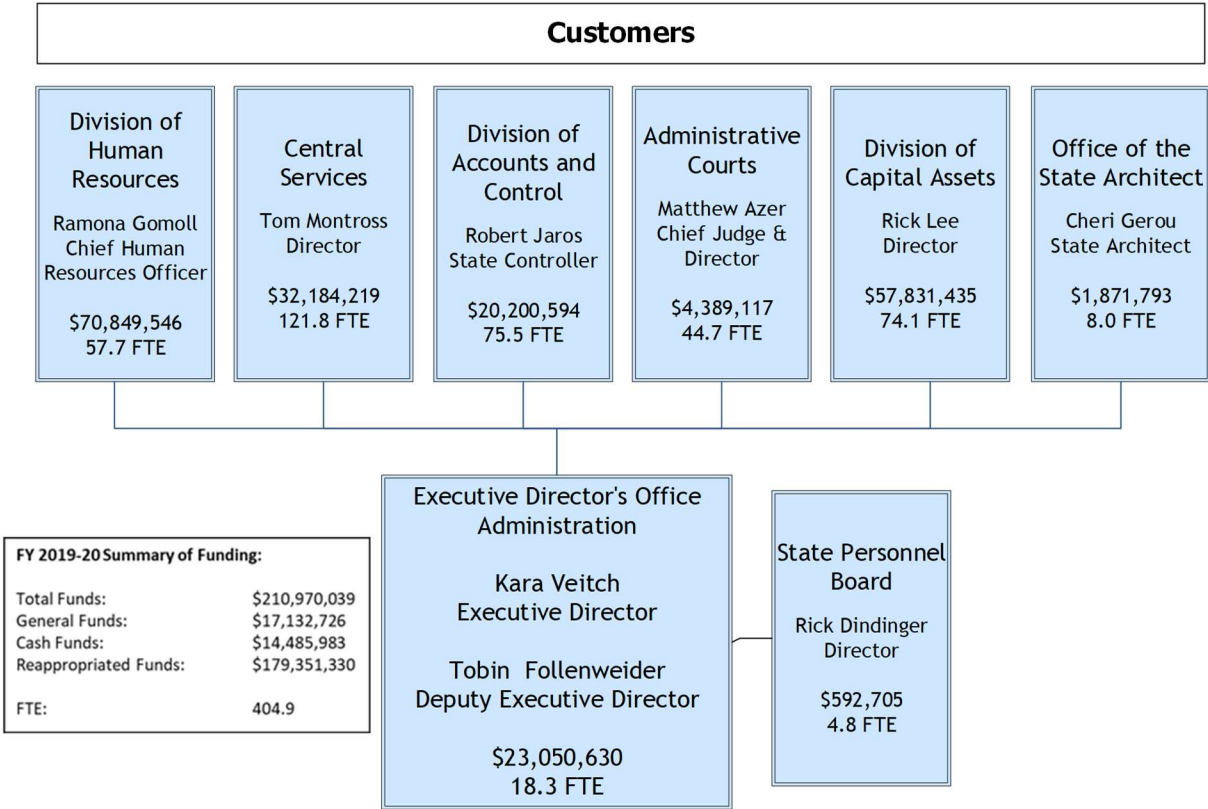 Customers
Division of
Human
Resources
Ramona Gomoll
Chief Human
Resources Officer
$70,849,546
57.7 FTE
Central
Services
Tom Montross
Director
$32,184,219
121.8 FTE
Division of
Accounts and
Control
Robert Jaros
State Controller
$20,200,594
75.5 FTE
Administrative
Courts
Matthew Azer
Chief Judge &
Director
$4,389,117
44.7 FTE
Division of
Capital Assets
Rick Lee
Director
$57,831,435
74.1 FTE
Office of the
State Architect
Cheri Gerou
State Architect
$1,871,793
8.0 FTE
FY 2019-20 Summary of Funding:
Total Funds: $210,970,039
General Funds: $17,132,726
Cash Funds: $14,485,983
Reappropriated Funds: $179,351,330
FTE: 404.9
Executive Director's Office
Administration
Kara Veitch
Executive Director
Tobin Follenweider
Deputy Executive Director
$23,050,630
18.3 FTE
State Personnel
Board
Rick Dindinger
Director
$592,705
4.8 FTE